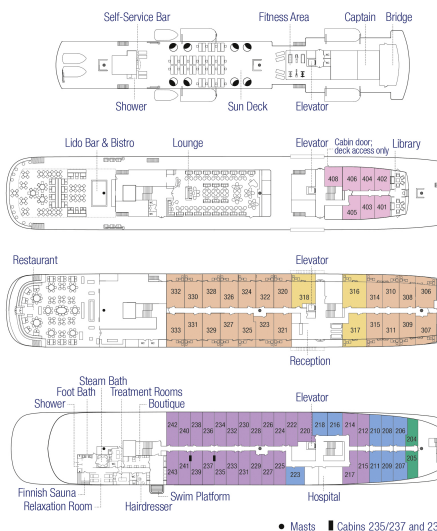 Self-Service Bar
Fitness Area
Captain
Bridge
Shower
Sun Deck
Elevator
Lido Bar & Bistro
Lounge
Elevator
Cabin door;
deck access only
Library
408
406
404
402
405
403
401
Restaurant
Elevator
332
330
328
326
324
322
320
318
316
314
310
308
306
333
331
329
327
325
323
321
317
315
311
309
307
Reception
Steam Bath
Foot Bath
Treatment Rooms
Shower
Boutique
Elevator
242
240
238
236
234
232
230
228
226
224
222
220
218
216
214
212
210
208
206
204
243
241
239
237
235
233
231
229
227
225
223
217
215
211
209
207
205
Finnish Sauna
Relaxation Room
Hairdresser
Swim Platform
Hospital
Masts
Cabins 235/237 and 23